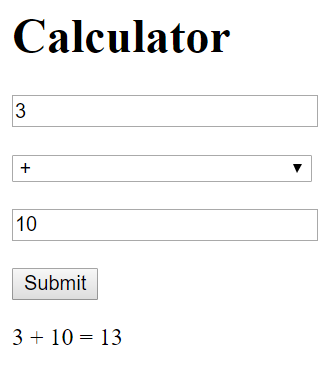 Calculator
3
+
10
Submit
3 + 10 = 13